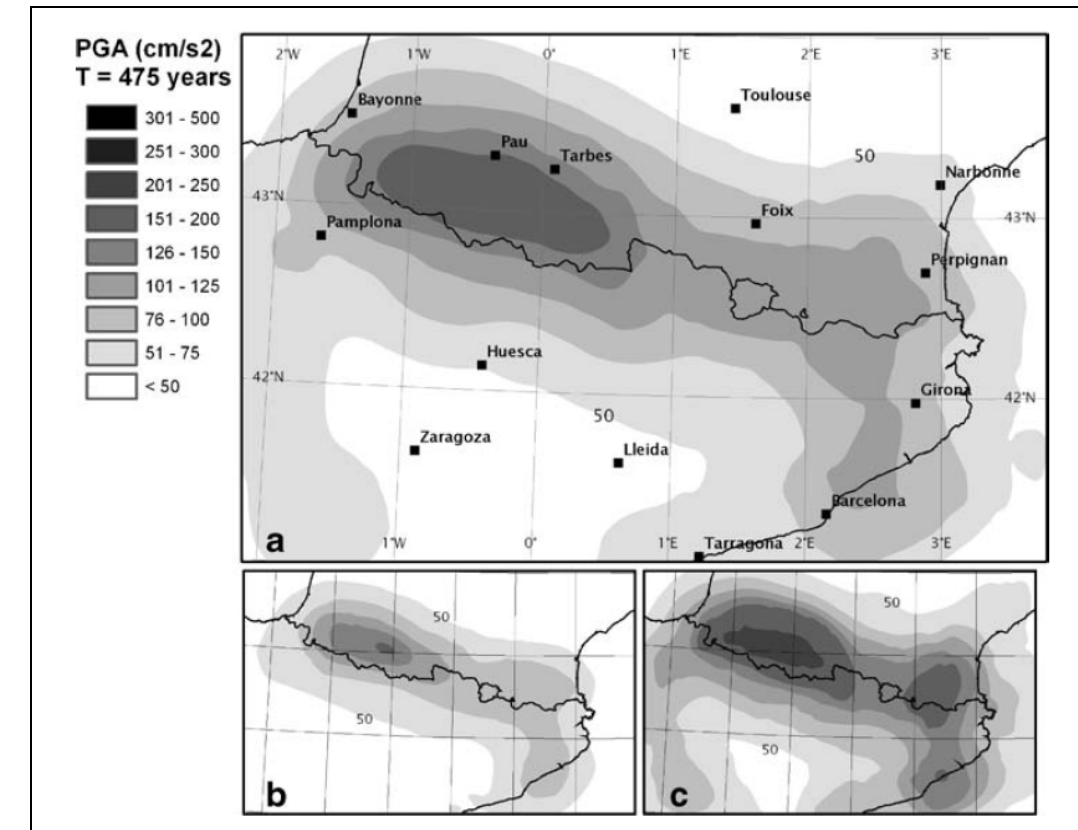 PGA (cm/s2)
T = 475 years
301 - 500
251 - 300
201 - 250
151 - 200
126 - 150
101 - 125
76 - 100
51 - 75
< 50
2°W 1°W 0° 1°E 2°E 3°E
Bayonne
Toulouse
Pau
Tarbes
50
Narbonne
43°N
43°N
Foix
Pamplona
Perpignan
Huesca
42°N
42°N
Girona
50
Zaragoza
Lleida
Barcelona
a
1°W 0° 1°E 2°E 3°E
Tarragona
50
50
b
50
50
c